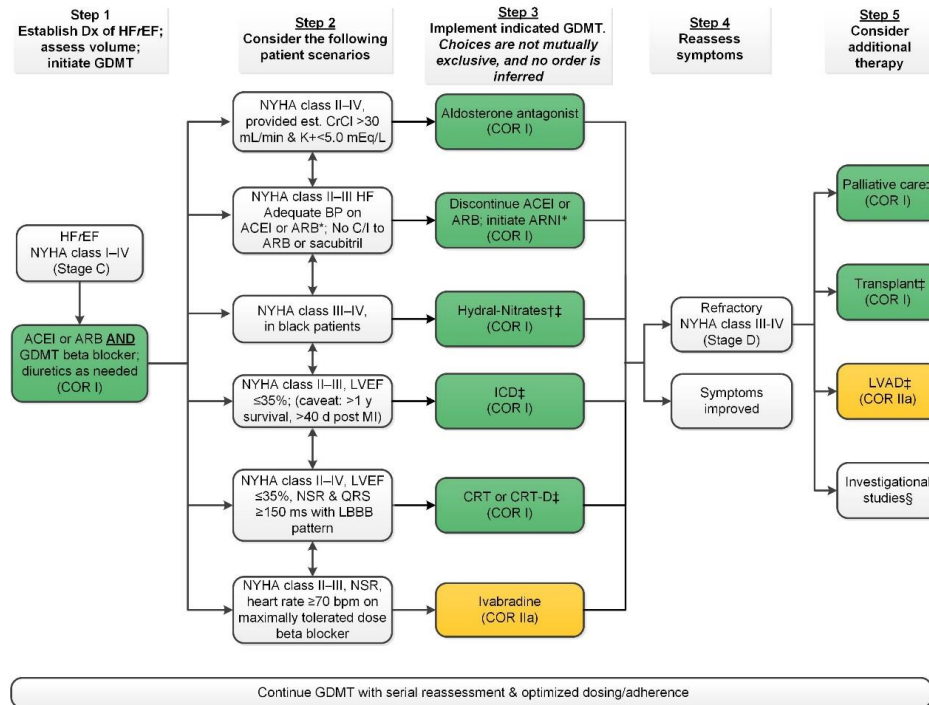 Step 1
Establish Dx of HFrEF;
assess volume;
initiate GDMT
Step 2
Consider the following
patient scenarios
Step 3
Implement indicated GDMT.
Choices are not mutually
exclusive, and no order is
inferred
Step 4
Reassess
symptoms
Step 5
Consider
additional
therapy
HFrEF
NYHA class I–IV
(Stage C)
ACEI or ARB AND
GDMT beta blocker;
diuretics as needed
(COR I)
NYHA class II–IV,
provided est. CrCl >30
mL/min & K+<5.0 mEq/L
Aldosterone antagonist
(COR I)
NYHA class II–III HF
Adequate BP on
ACEI or ARB*; No C/I to
ARB or sacubitril
Discontinue ACEI or
ARB; initiate ARNI*
(COR I)
NYHA class III–IV,
in black patients
Hydral-Nitrates†‡
(COR I)
NYHA class II–III, LVEF
≤35%; (caveat: >1 y
survival, >40 d post MI)
ICD‡
(COR I)
NYHA class II–IV, LVEF
≤35%, NSR & QRS
≥150 ms with LBBB
pattern
CRT or CRT-D‡
(COR I)
NYHA class II–III, NSR,
heart rate ≥70 bpm on
maximally tolerated dose
beta blocker
Ivabradine
(COR IIa)
Refractory
NYHA class III-IV
(Stage D)
Symptoms
improved
Palliative care‡
(COR I)
Transplant‡
(COR I)
LVAD‡
(COR IIa)
Investigational
studies§
Continue GDMT with serial reassessment & optimized dosing/adherence